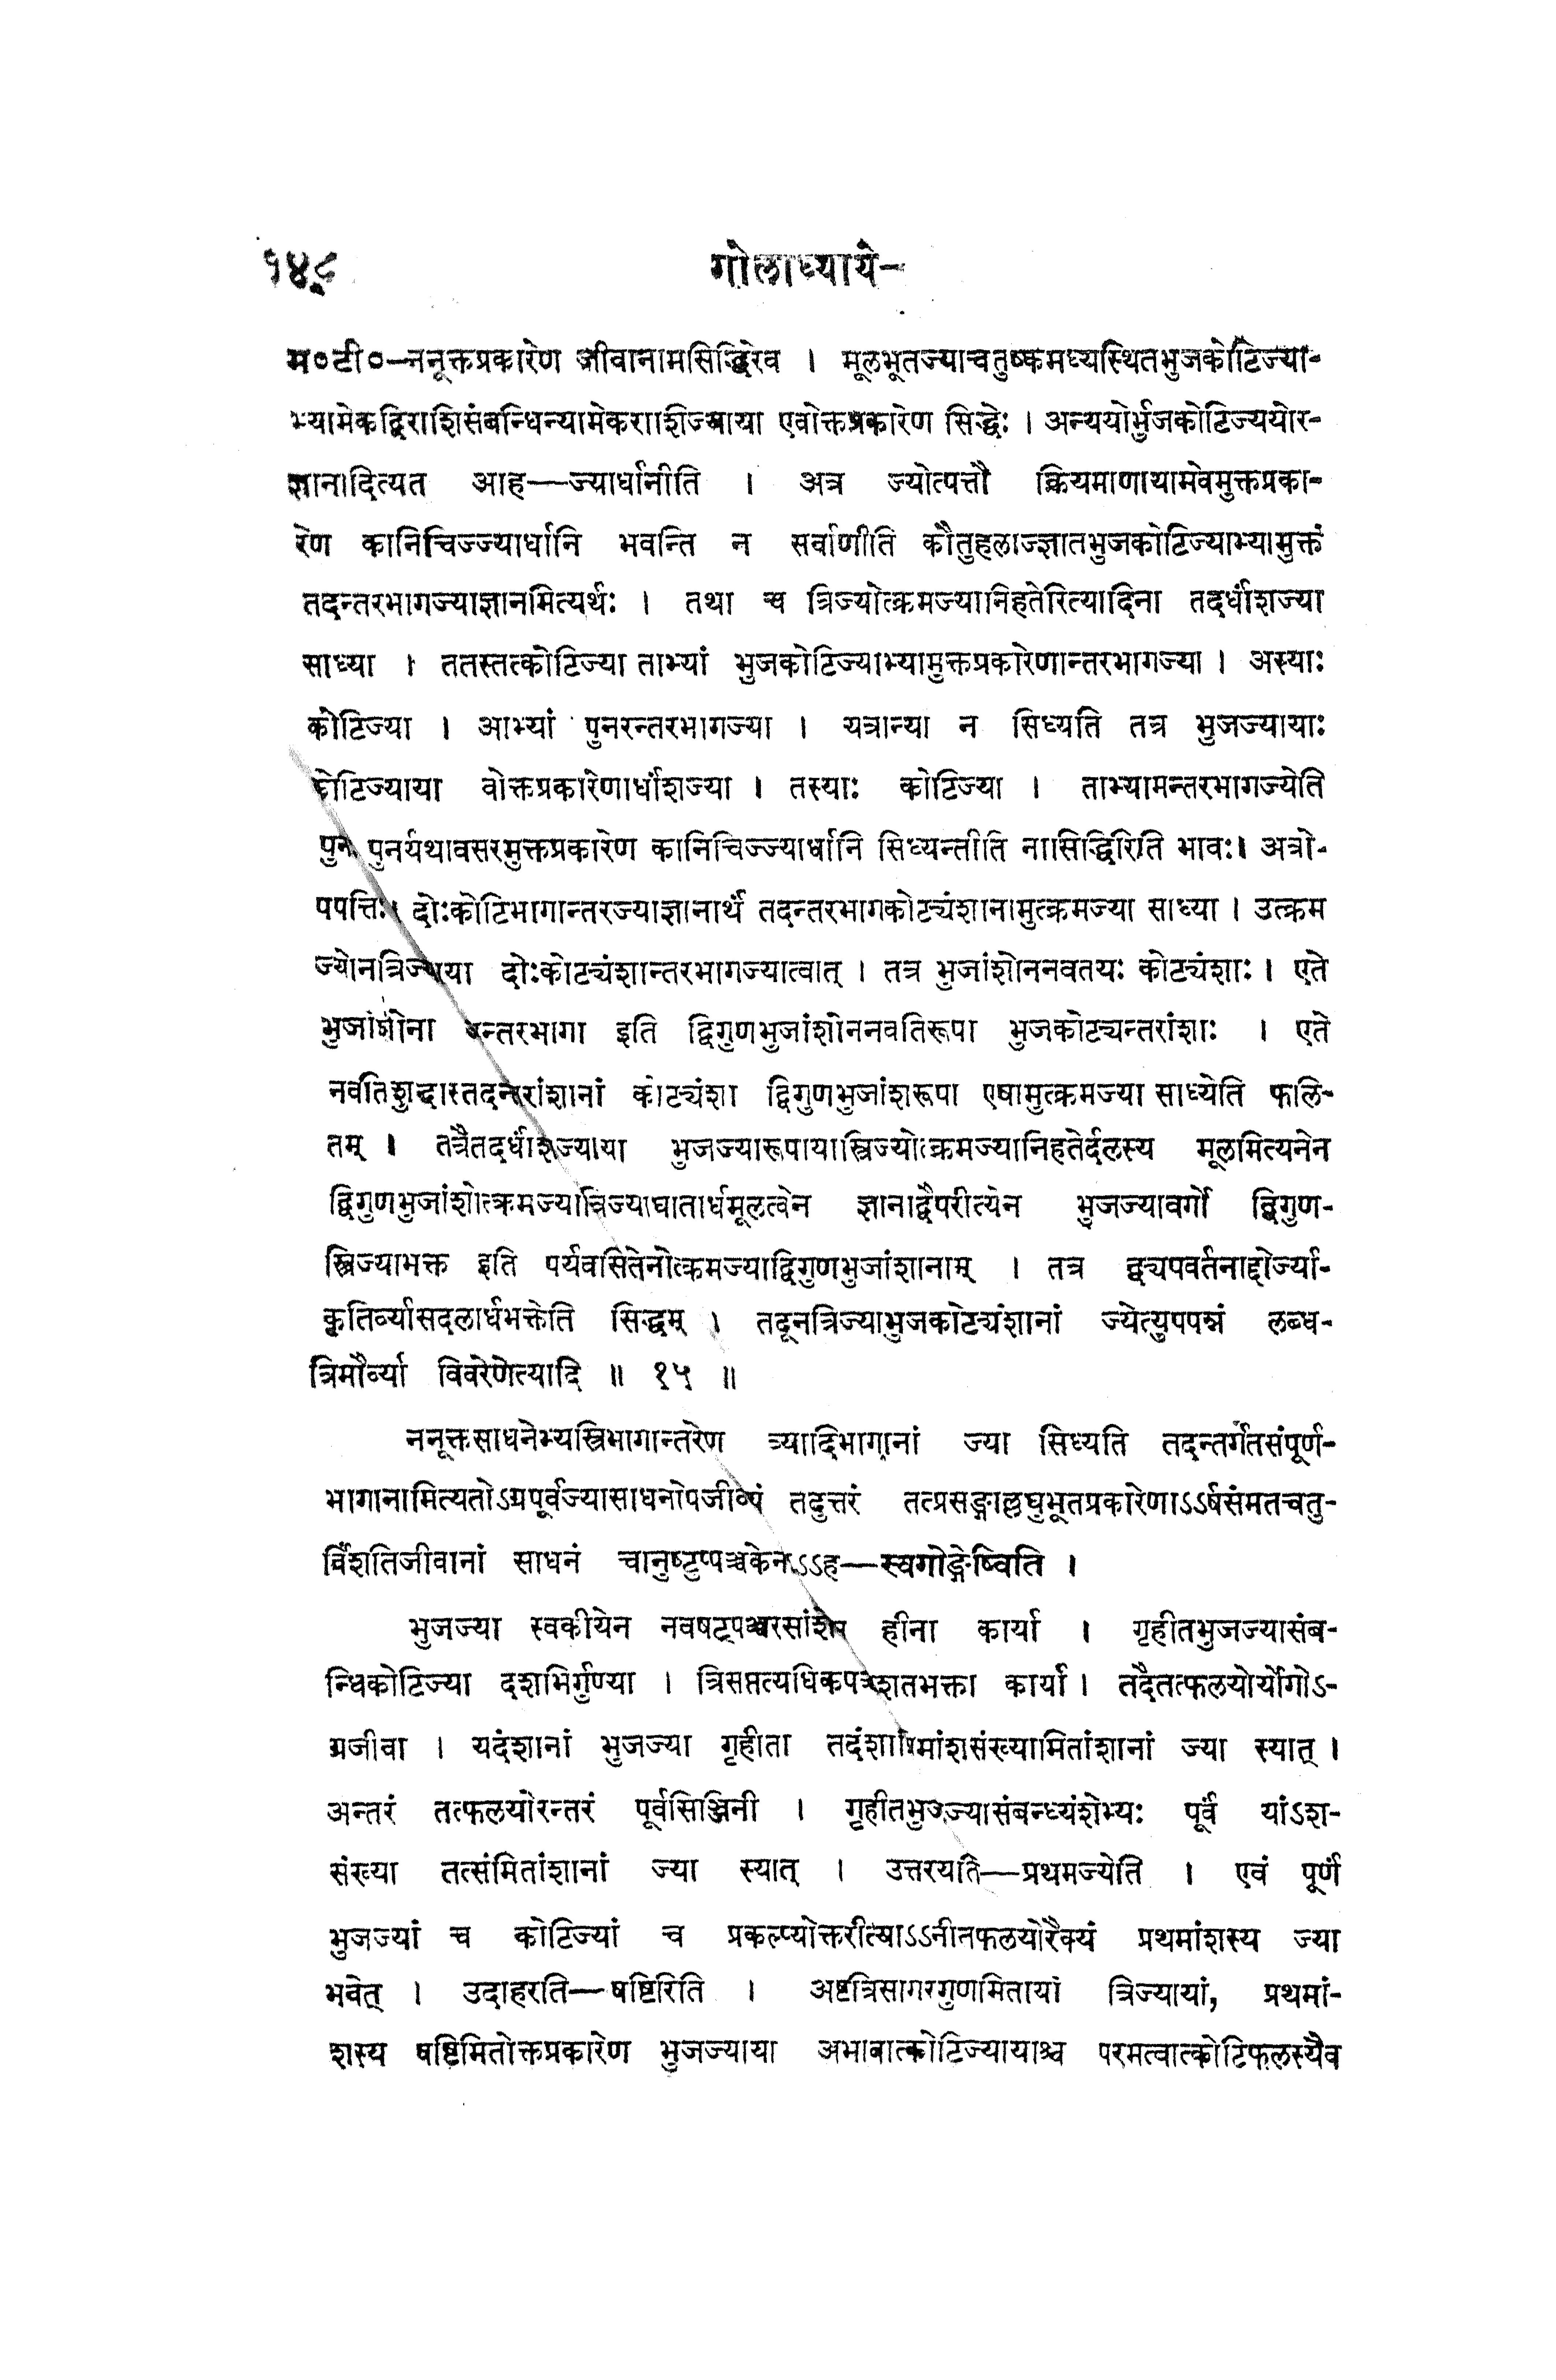 १४८ गोलाध्याये-
म०टी०-ननूक्तप्रकारेण जीवानामसिद्धिरेव । मूलभूतज्याचतुष्कमध्यस्थितभुजकोटिज्या-
भ्यामेकद्विराशिसंबन्धिन्यामेकराशिज्याया एवोक्तप्रकारेण सिद्धेः । अन्ययोर्भुजकोटिज्ययोर-
ज्ञानादित्यत आह—ज्यार्धानीति । अत्र ज्योत्पत्तौ क्रियमाणायामेवमुक्तप्रका-
रेण कानिचिज्ज्यार्धानि भवन्ति न सर्वाणीति कौतुहलाज्ज्ञातभुजकोटिज्याभ्यामुक्तं
तदन्तरभागज्याज्ञानमित्यर्थः । तथा च त्रिज्योत्क्रमज्यानिहतेरित्यादिना तदर्धांशज्या
साध्या । ततस्तत्कोटिज्या ताभ्यां भुजकोटिज्याभ्यामुक्तप्रकारेणान्तरभागज्या । अस्याः
कोटिज्या । आभ्यां पुनरन्तरभागज्या । यत्रान्या न सिध्यति तत्र भुजज्यायाः
कोटिज्याया वोक्तप्रकारेणार्धांशज्या । तस्याः कोटिज्या । ताभ्यामन्तरभागज्येति
पुनः पुनर्यथावसरमुक्तप्रकारेण कानिचिज्ज्यार्धानि सिध्यन्तीति नासिद्धिरिति भावः। अत्रो-
पपत्तिः। दोःकोटिभागान्तरज्याज्ञानार्थं तदन्तरभागकोट्यंशानामुत्क्रमज्या साध्या । उत्क्रम
ज्योनत्रिज्याया दोःकोट्यंशान्तरभागज्यात्वात् । तत्र भुजांशोननवतयः कोट्यंशाः । एते
भुजांशोना अन्तरभागा इति द्विगुणभुजांशोननवतिरूपा भुजकोट्यन्तरांशाः । एते
नवतिशुद्धास्तदन्तरांशानां कोट्यंशा द्विगुणभुजांशरूपा एषामुत्क्रमज्या साध्येति फलि-
तम् । तत्रैतदर्धांशज्याया भुजज्यारूपायास्त्रिज्योत्क्रमज्यानिहतेर्दलस्य मूलमित्यनेन
द्विगुणभुजांशोत्क्रमज्यात्रिज्याघातार्धमूलत्वेन ज्ञानाद्वैपरीत्येन भुजज्यावर्गो द्विगुण-
स्त्रिज्याभक्त इति पर्यवसितेनोत्क्रमज्याद्विगुणभुजांशानाम् । तत्र द्व्यपवर्तनाद्दोर्ज्या-
कृतिर्व्यासदलार्धभक्तेति सिद्धम् । तदूनत्रिज्याभुजकोट्यंशानां ज्येत्युपपन्नं लब्ध-
त्रिमौर्व्या विवरेणेत्यादि ॥ १५ ॥
ननूक्तसाधनेभ्यस्त्रिभागान्तरेण त्र्यादिभागानां ज्या सिध्यति तदन्तर्गतसंपूर्ण-
भागानामित्यतोऽग्रपूर्वज्यासाधनोपजीव्यं तदुत्तरं तत्प्रसङ्गाल्लघुभूतप्रकारेणाऽऽर्षसंमतचतु-
र्विंशतिजीवानां साधनं चानुष्टुप्पञ्चकेनाऽऽह—स्वगोङ्गेष्विति ।
भुजज्या स्वकीयेन नवषट्पञ्चरसांशेन हीना कार्या । गृहीतभुजज्यासंब-
न्धिकोटिज्या दशभिर्गुण्या । त्रिसप्तत्यधिकपञ्चशतभक्ता कार्या । तदैतत्फलयोर्योगोऽ-
ग्रजीवा । यदंशानां भुजज्या गृहीता तदंशाग्रिमांशसंख्यामितांशानां ज्या स्यात् ।
अन्तरं तत्फलयोरन्तरं पूर्वसिञ्जिनी । गृहीतभुजज्यासंबन्ध्यंशेभ्यः पूर्वं यांऽश-
संख्या तत्संमितांशानां ज्या स्यात् । उत्तरयति—प्रथमज्येति । एवं पूर्णं
भुजज्यां च कोटिज्यां च प्रकल्प्योक्तरीत्याऽऽनीतफलयोरैक्यं प्रथमांशस्य ज्या
भवेत् । उदाहरति—षष्टिरिति । अष्टत्रिसागरगुणमितायां त्रिज्यायां, प्रथमां-
शस्य षष्टिमितोक्तप्रकारेण भुजज्याया अभावात्कोटिज्यायाश्च परमत्वात्कोटिफलस्यैव